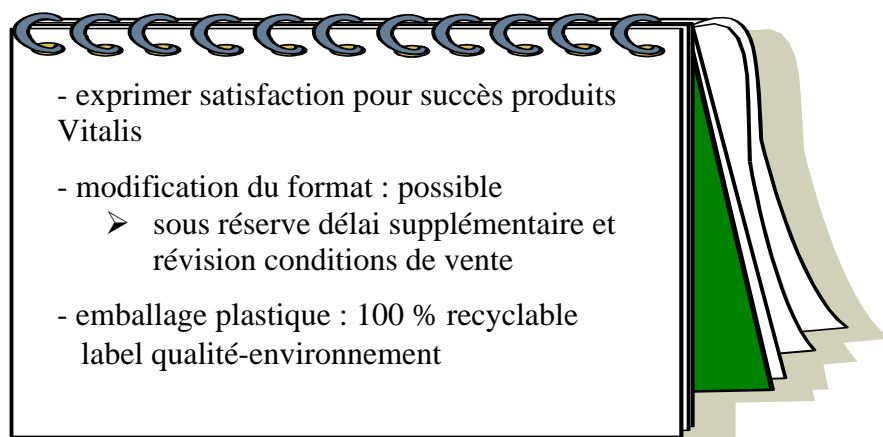 - exprimer satisfaction pour succès produits
Vitalis
- modification du format : possible
➢ sous réserve délai supplémentaire et
révision conditions de vente
- emballage plastique : 100 % recyclable
label qualité-environnement